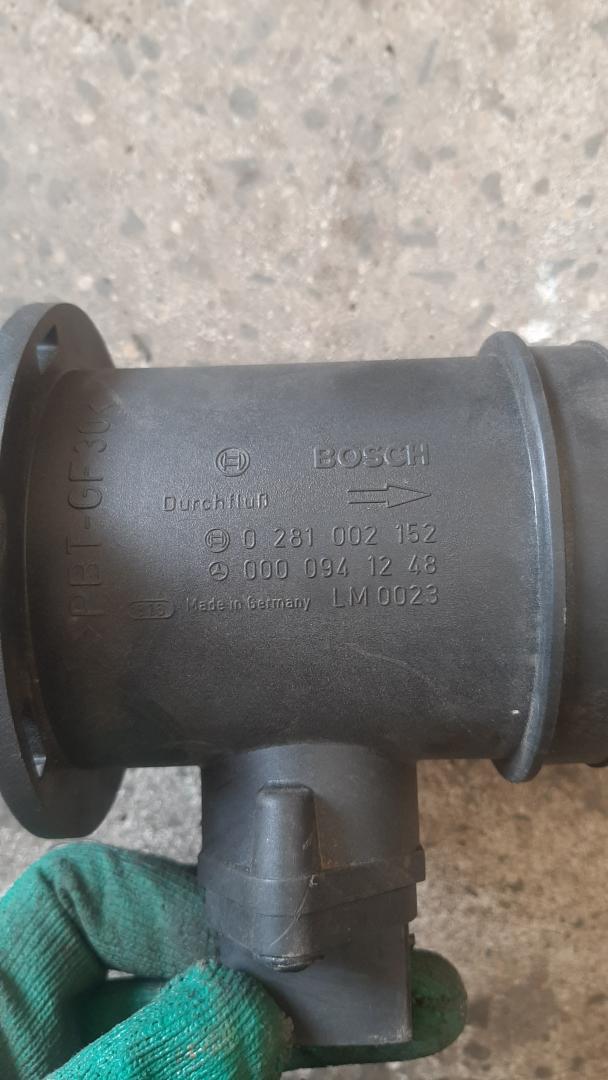 BOSCH
Durchfluß
0 281 002 152
000 094 12 48
Made in Germany LM 0023
>PBT-GF30<